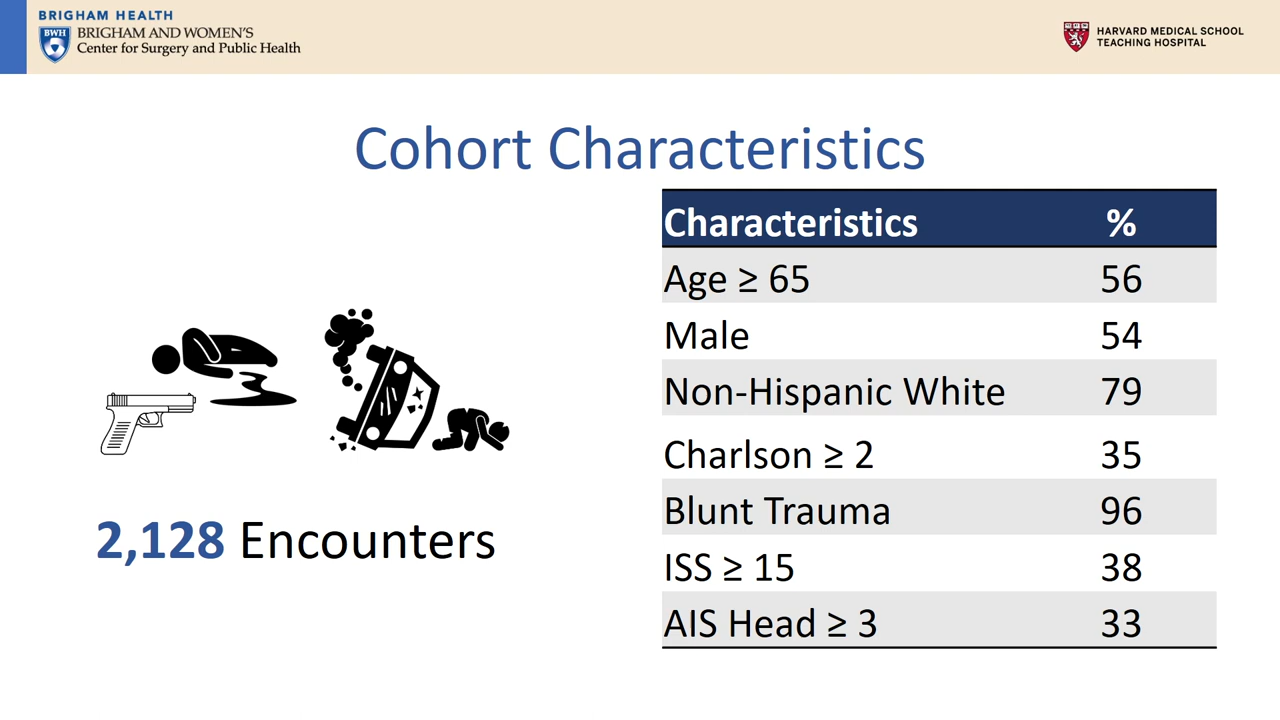 BRIGHAM HEALTH
BWH
BRIGHAM AND WOMEN'S
Center for Surgery and Public Health
HARVARD MEDICAL SCHOOL
TEACHING HOSPITAL
Cohort Characteristics
2,128 Encounters
Characteristics %
Age ≥ 65 56
Male 54
Non-Hispanic White 79
Charlson ≥ 2 35
Blunt Trauma 96
ISS ≥ 15 38
AIS Head ≥ 3 33